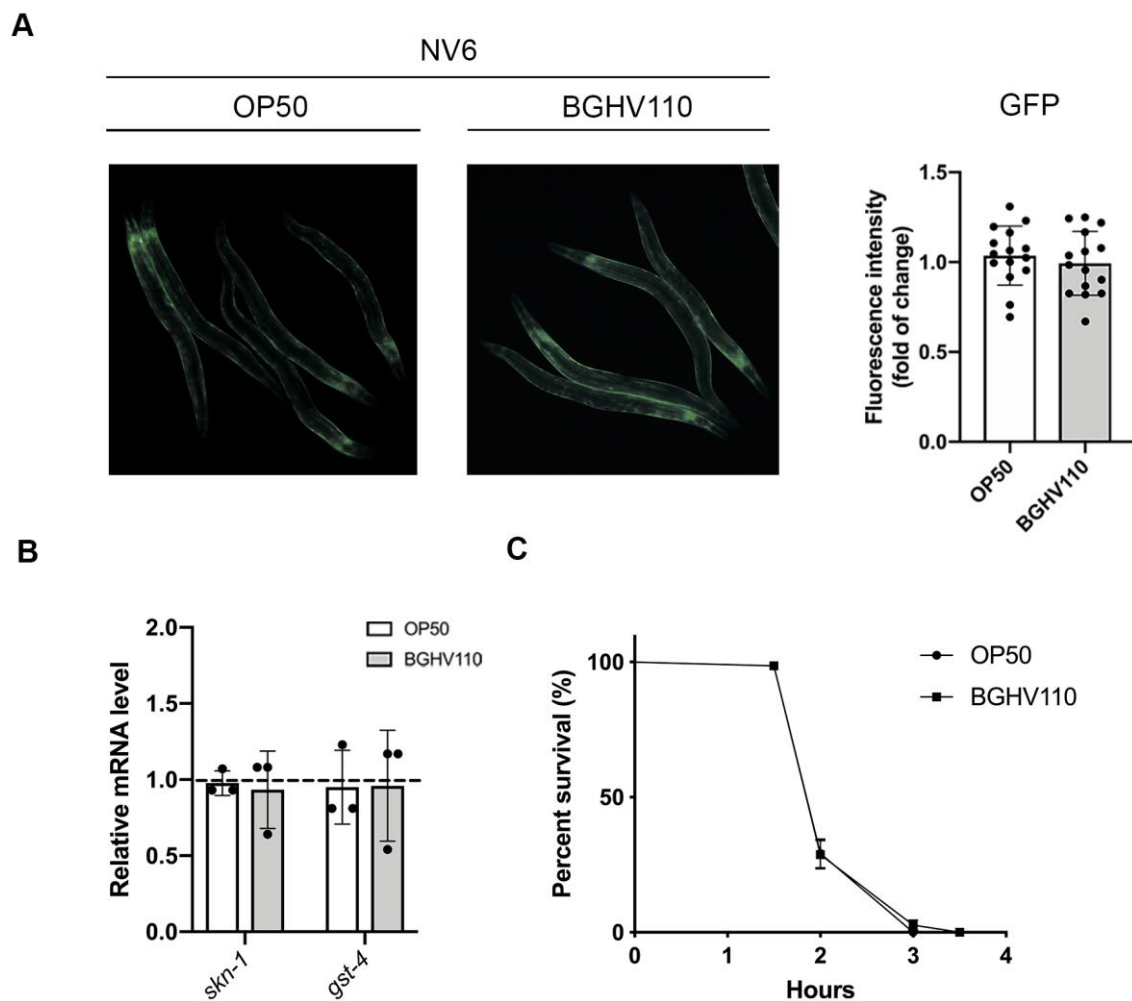 A
NV6
OP50
BGHV110
GFP
Fluorescence intensity
(fold of change)
1.5
1.0
0.5
0.0
OP50
BGHV110
B
Relative mRNA level
2.0
1.5
1.0
0.5
0.0
OP50
BGHV110
skn-1
gst-4
C
Percent survival (%)
100
50
0
0
1
2
3
4
Hours
OP50
BGHV110